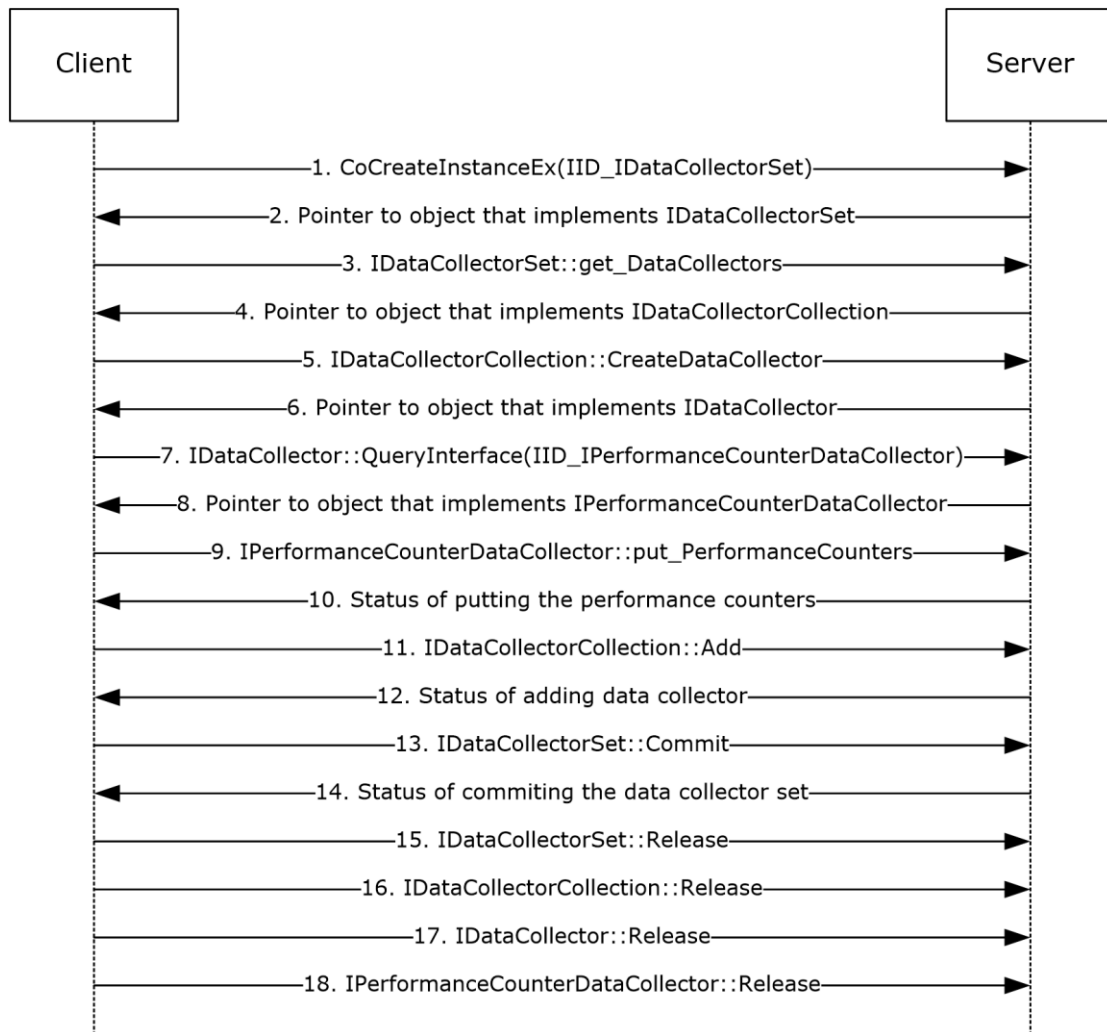 Client
Server
1. CoCreateInstanceEx(IID_IDataCollectorSet)
2. Pointer to object that implements IDataCollectorSet
3. IDataCollectorSet::get_DataCollectors
4. Pointer to object that implements IDataCollectorCollection
5. IDataCollectorCollection::CreateDataCollector
6. Pointer to object that implements IDataCollector
7. IDataCollector::QueryInterface(IID_IPerformanceCounterDataCollector)
8. Pointer to object that implements IPerformanceCounterDataCollector
9. IPerformanceCounterDataCollector::put_PerformanceCounters
10. Status of putting the performance counters
11. IDataCollectorCollection::Add
12. Status of adding data collector
13. IDataCollectorSet::Commit
14. Status of commiting the data collector set
15. IDataCollectorSet::Release
16. IDataCollectorCollection::Release
17. IDataCollector::Release
18. IPerformanceCounterDataCollector::Release